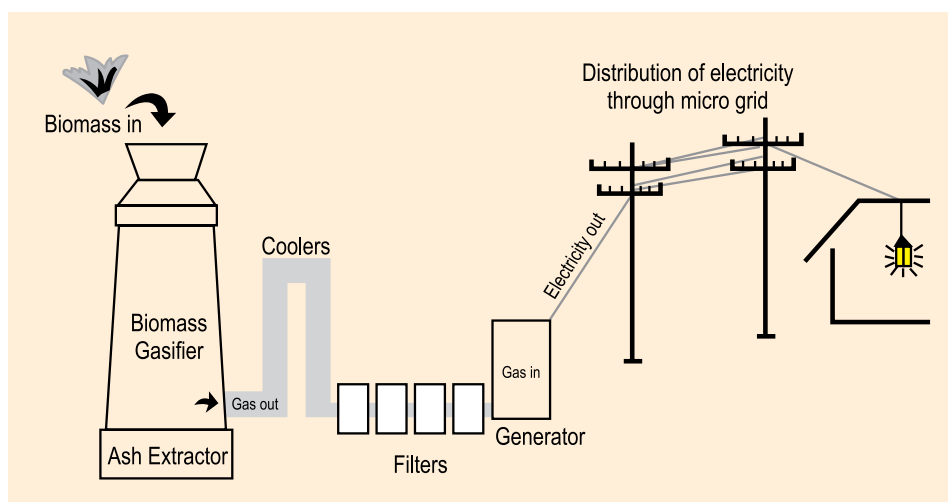 Distribution of electricity
through micro grid
Biomass in
Coolers
Electricity out
Biomass
Gasifier
Gas in
Gas out
Generator
Ash Extractor
Filters